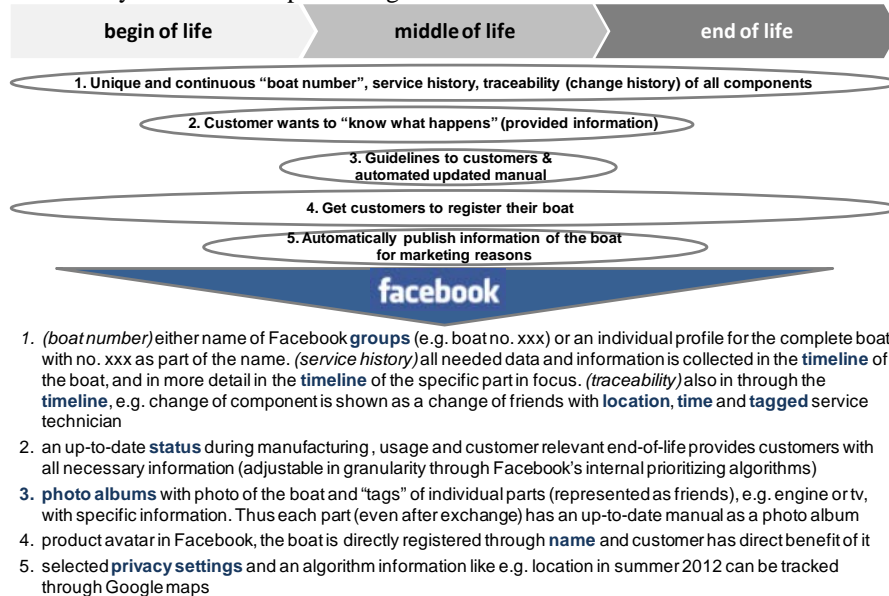 begin of life middle of life end of life
1. Unique and continuous “boat number”, service history, traceability (change history) of all components
2. Customer wants to “know what happens” (provided information)
3. Guidelines to customers &
automated updated manual
4. Get customers to register their boat
5. Automatically publish information of the boat
for marketing reasons
facebook
1. (boat number) either name of Facebook groups (e.g. boat no. xxx) or an individual profile for the complete boat
with no. xxx as part of the name. (service history) all needed data and information is collected in the timeline of
the boat, and in more detail in the timeline of the specific part in focus. (traceability) also in through the
timeline, e.g. change of component is shown as a change of friends with location, time and tagged service
technician
2. an up-to-date status during manufacturing , usage and customer relevant end-of-life provides customers with
all necessary information (adjustable in granularity through Facebook’s internal prioritizing algorithms)
3. photo albums with photo of the boat and “tags” of individual parts (represented as friends), e.g. engine or tv,
with specific information. Thus each part (even after exchange) has an up-to-date manual as a photo album
4. product avatar in Facebook, the boat is directly registered through name and customer has direct benefit of it
5. selected privacy settings and an algorithm information like e.g. location in summer 2012 can be tracked
through Google maps